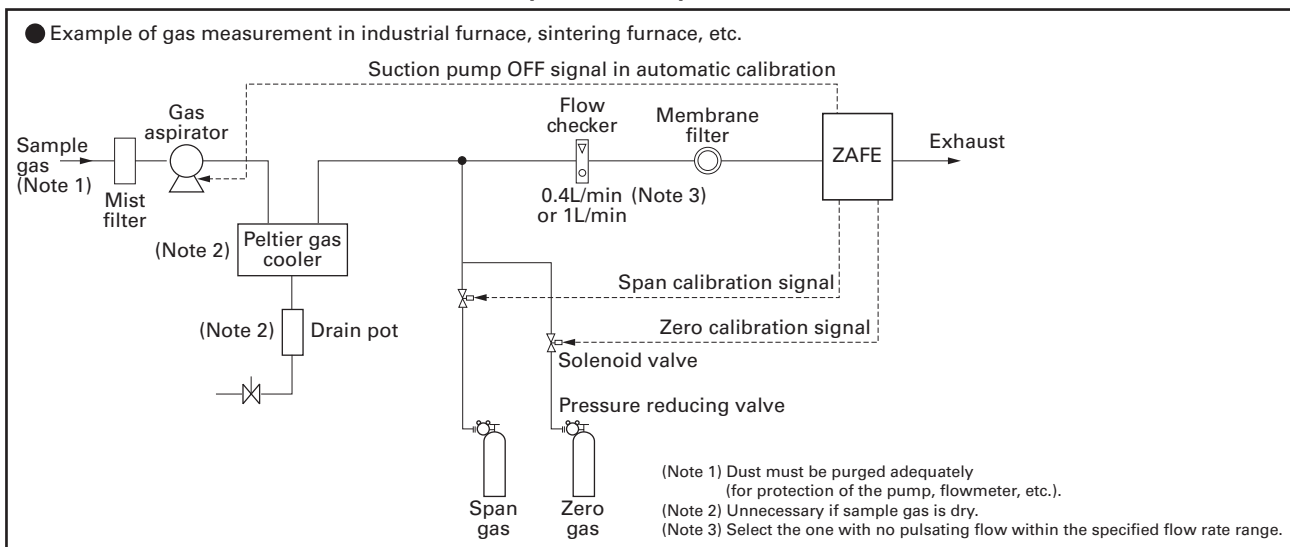 ● Example of gas measurement in industrial furnace, sintering furnace, etc.
Suction pump OFF signal in automatic calibration
Gas
aspirator
Flow
checker
Membrane
filter
Sample
gas
(Note 1)
ZAFE
Exhaust
Mist
filter
0.4L/min (Note 3)
or 1L/min
(Note 2)
Peltier gas
cooler
Span calibration signal
(Note 2)
Drain pot
Zero calibration signal
Solenoid valve
Pressure reducing valve
Span
gas
Zero
gas
(Note 1) Dust must be purged adequately
(for protection of the pump, flowmeter, etc.).
(Note 2) Unnecessary if sample gas is dry.
(Note 3) Select the one with no pulsating flow within the specified flow rate range.